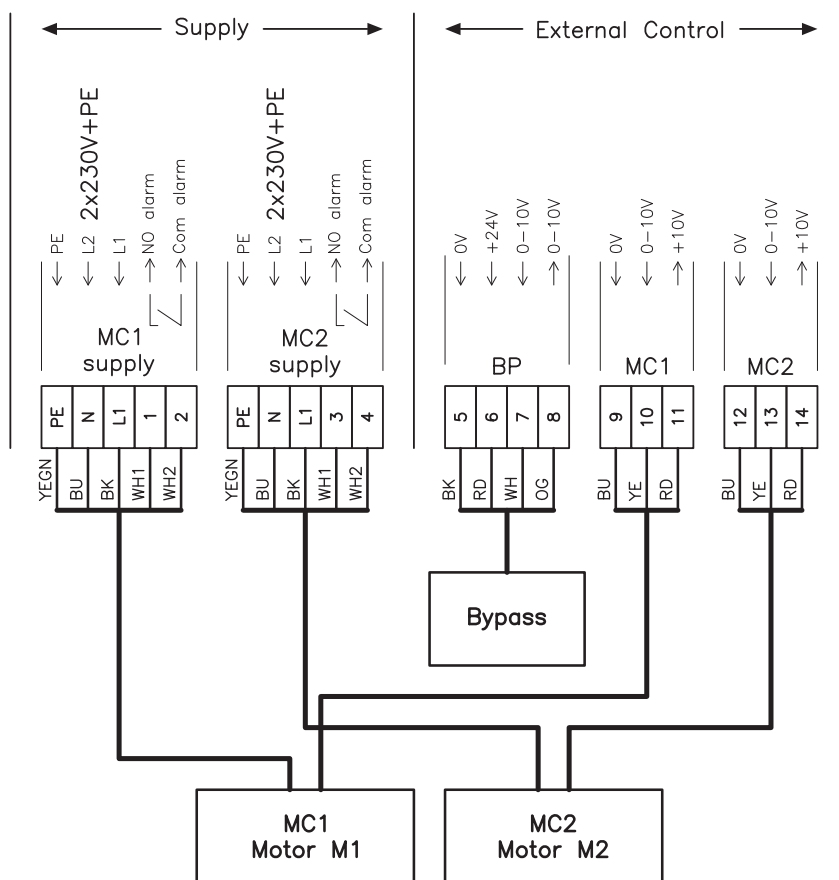 Supply
External Control
PE
L2
2x230V+PE
L1
NO alarm
Com alarm
PE
L2
2x230V+PE
L1
NO alarm
Com alarm
0V
+24V
0-10V
0-10V
0V
0-10V
+10V
0V
0-10V
+10V
MC1
supply
MC2
supply
BP
MC1
MC2
PE
N
L1
1
2
PE
N
L1
3
4
5
6
7
8
9
10
11
12
13
14
YEGN
BU
BK
WH1
WH2
YEGN
BU
BK
WH1
WH2
BK
RD
WH
OG
BU
YE
RD
BU
YE
RD
Bypass
MC1
Motor M1
MC2
Motor M2